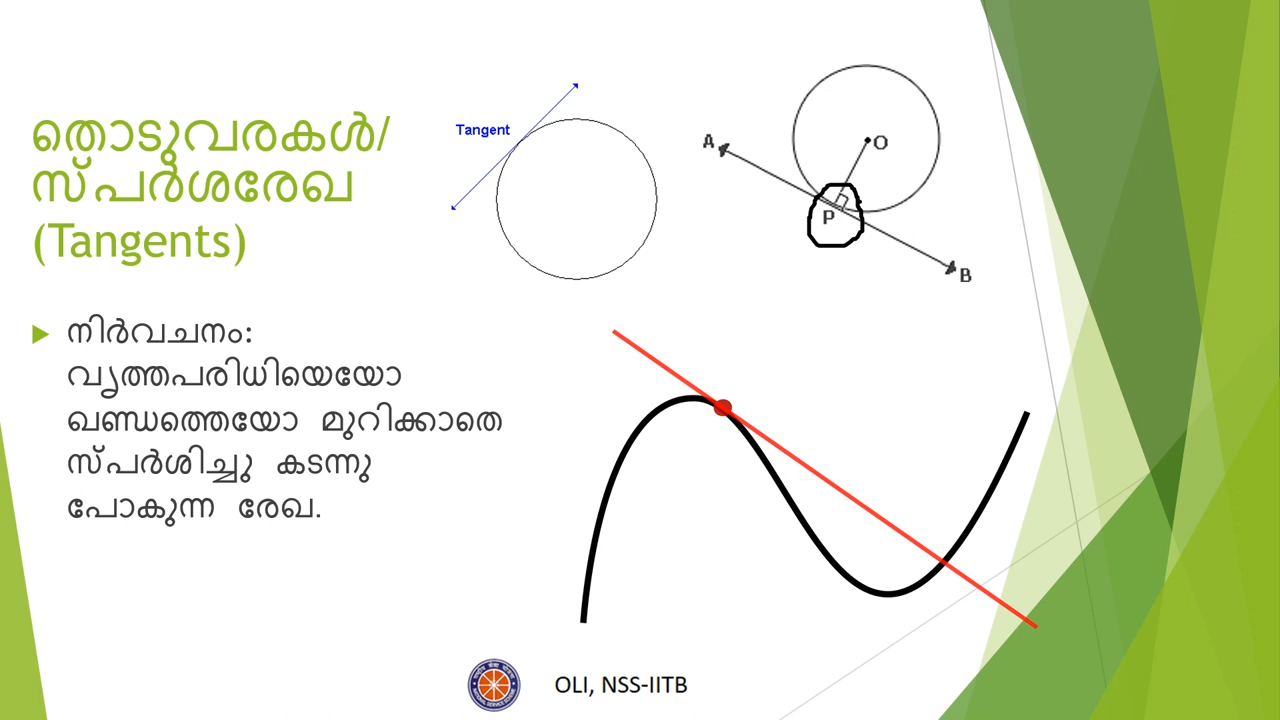 തൊടുവരകൾ/
സ്പർശരേഖ
(Tangents)
നിർവചനം:
വൃത്തപരിധിയെയോ
ഖണ്ഡത്തെയോ മുറിക്കാതെ
സ്പർശിച്ചു കടന്നു
പോകുന്ന രേഖ.
Tangent
A
O
P
B
OLI, NSS-IITB